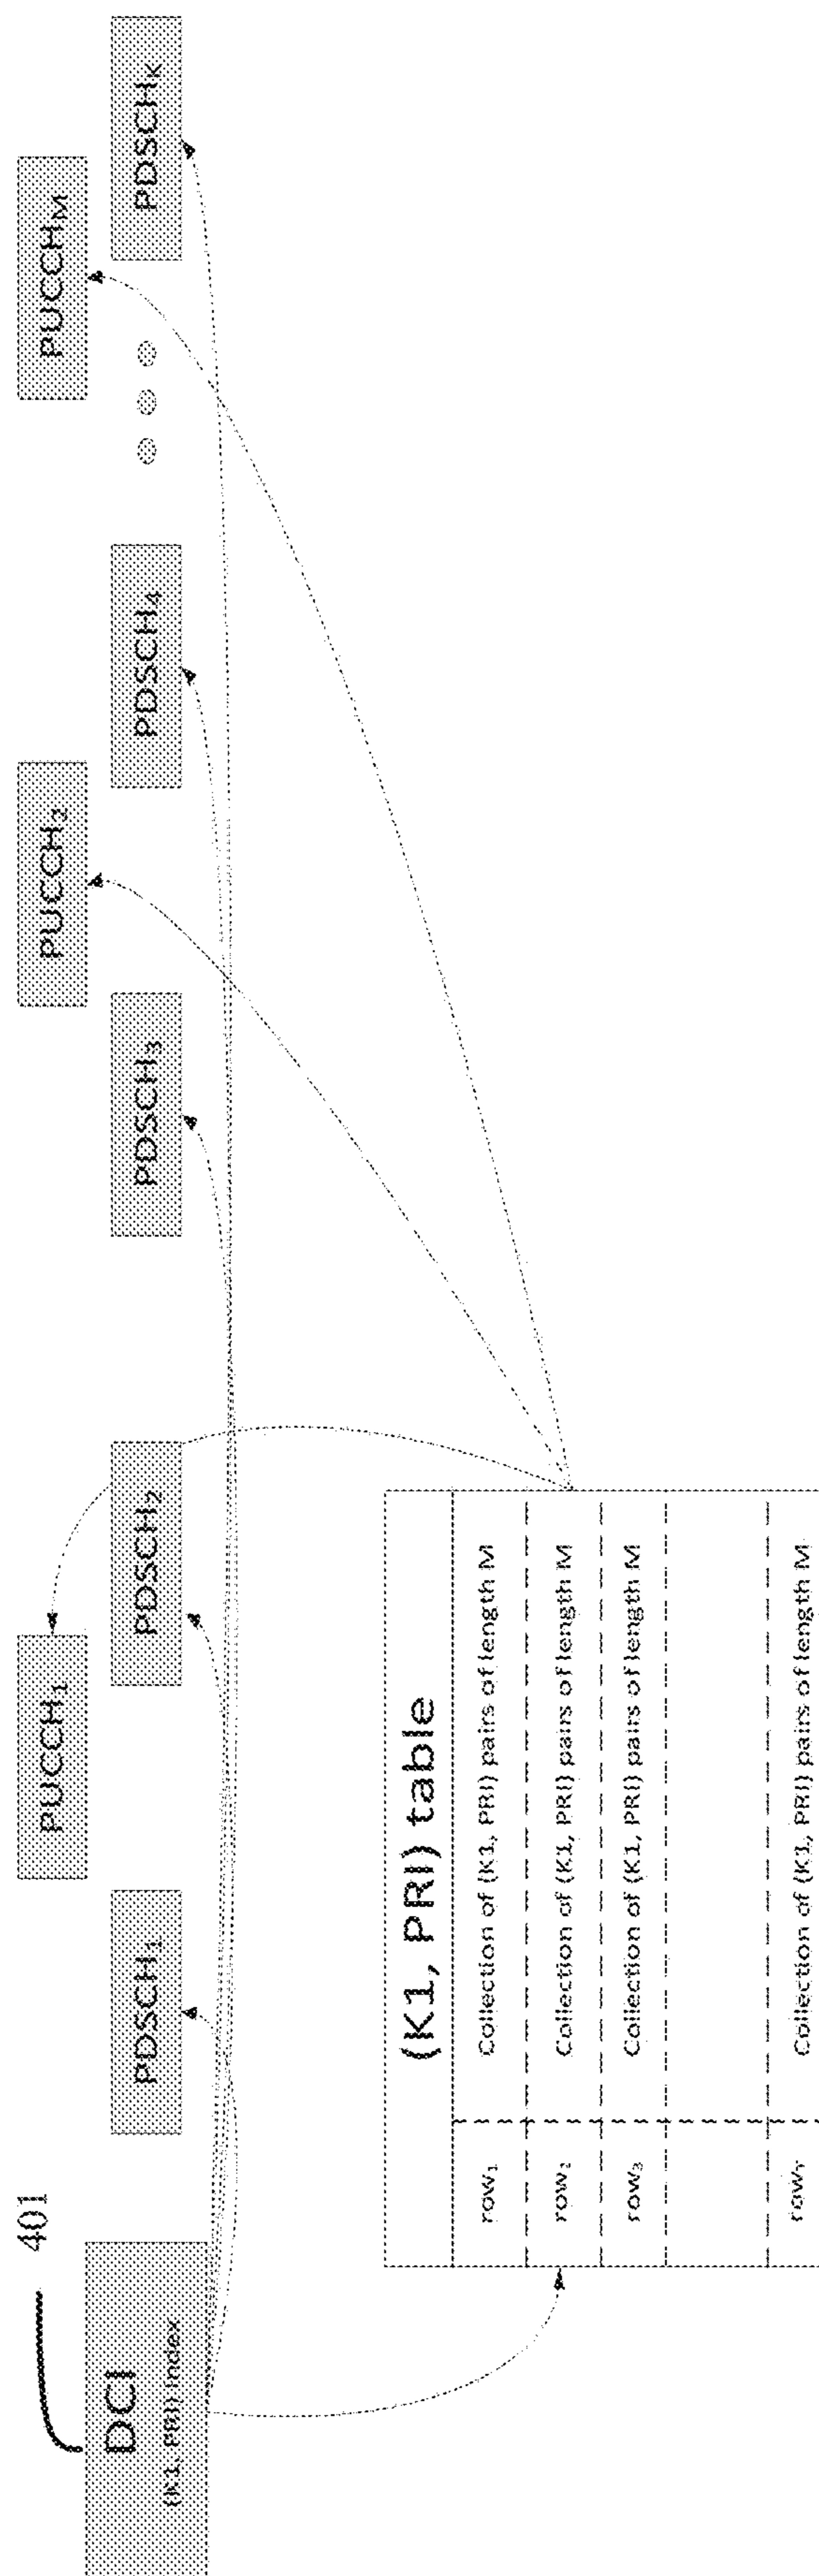 401
DCI
(K1, PRI) index
PUCCH₁
PUCCH₂
PUCCH_M
PDSCH₁
PDSCH₂
PDSCH₃
PDSCH₄
PDSCH_K
(K1, PRI) table
row₁ Collection of (K1, PRI) pairs of length M
row₂ Collection of (K1, PRI) pairs of length M
row₃ Collection of (K1, PRI) pairs of length M
Collection of (K1, PRI) pairs of length M